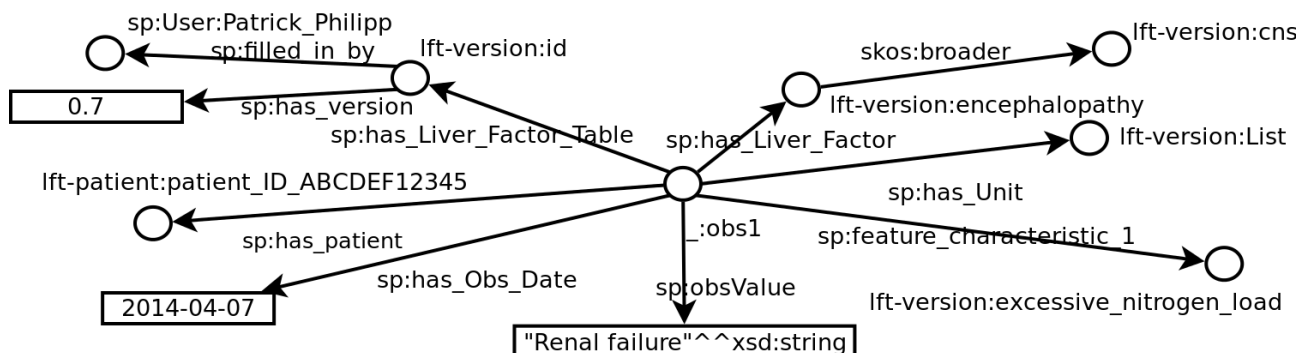 sp:User:Patrick_Philipp
lft-version:cns
sp:filled_in_by
lft-version:id
skos:broader
0.7
sp:has_version
lft-version:encephalopathy
sp:has_Liver_Factor_Table
sp:has_Liver_Factor
lft-version:List
lft-patient:patient_ID_ABCDEF12345
sp:has_Unit
_:obs1
sp:has_patient
sp:feature_characteristic_1
sp:has_Obs_Date
sp:obsValue
2014-04-07
lft-version:excessive_nitrogen_load
"Renal failure"^^xsd:string